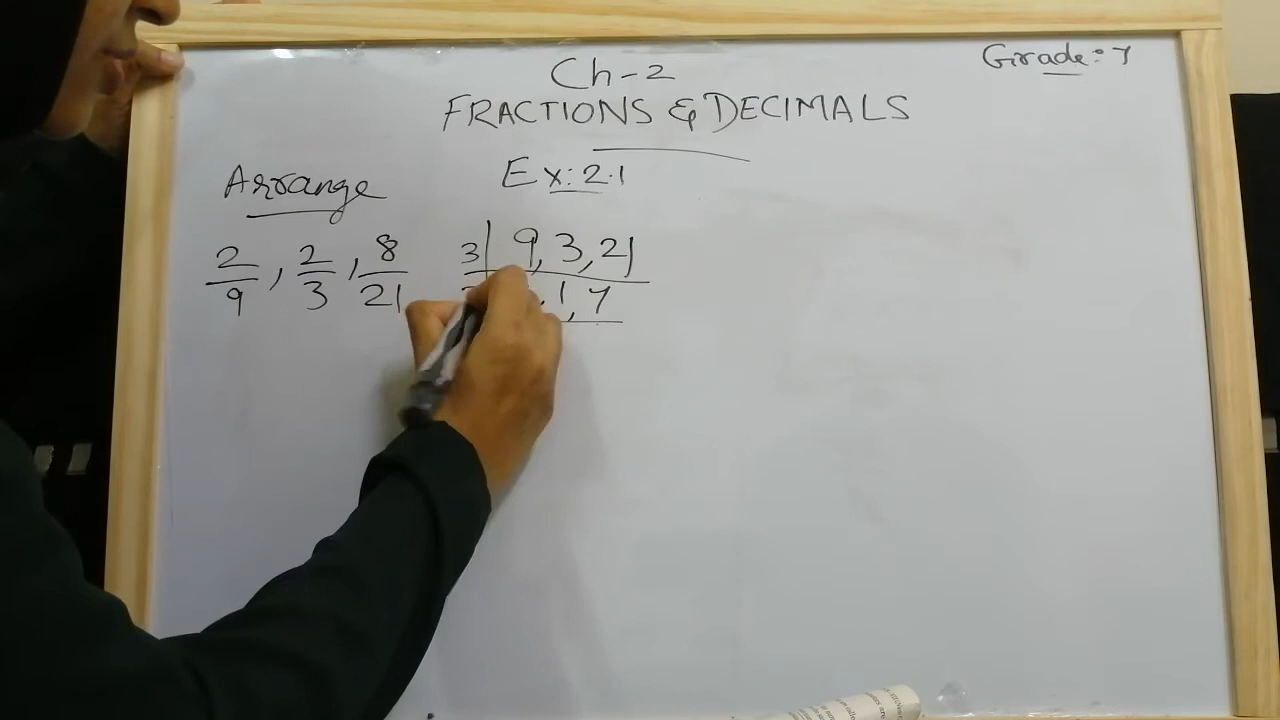 Grade: 7
Ch-2
FRACTIONS & DECIMALS
Arrange
Ex: 2.1
2/9, 2/3, 8/21
3| 9, 3, 21
, 1, 7